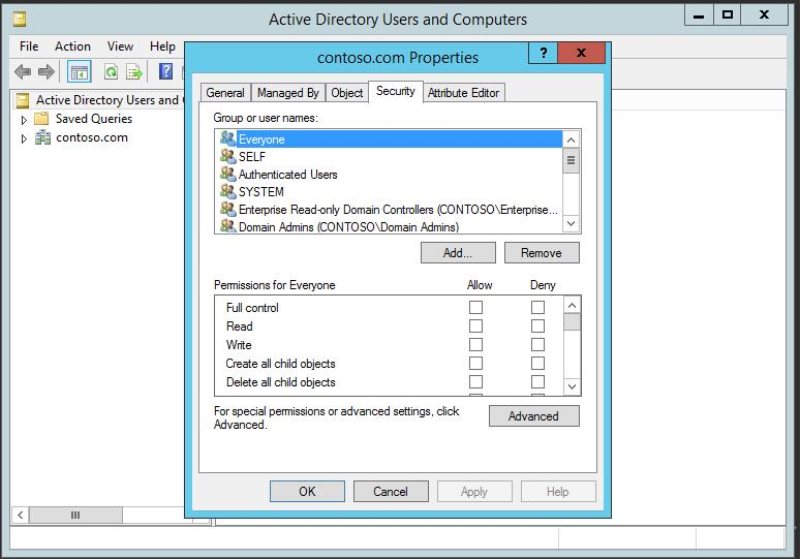 Active Directory Users and Computers
File Action View Help
Active Directory Users and
Saved Queries
contoso.com
contoso.com Properties
? x
General Managed By Object Security Attribute Editor
Group or user names:
Everyone
SELF
Authenticated Users
SYSTEM
Enterprise Read-only Domain Controllers (CONTOSO\Enterprise...
Domain Admins (CONTOSO\Domain Admins)
Add... Remove
Permissions for Everyone Allow Deny
Full control
Read
Write
Create all child objects
Delete all child objects
For special permissions or advanced settings, click
Advanced.
Advanced
OK Cancel Apply Help